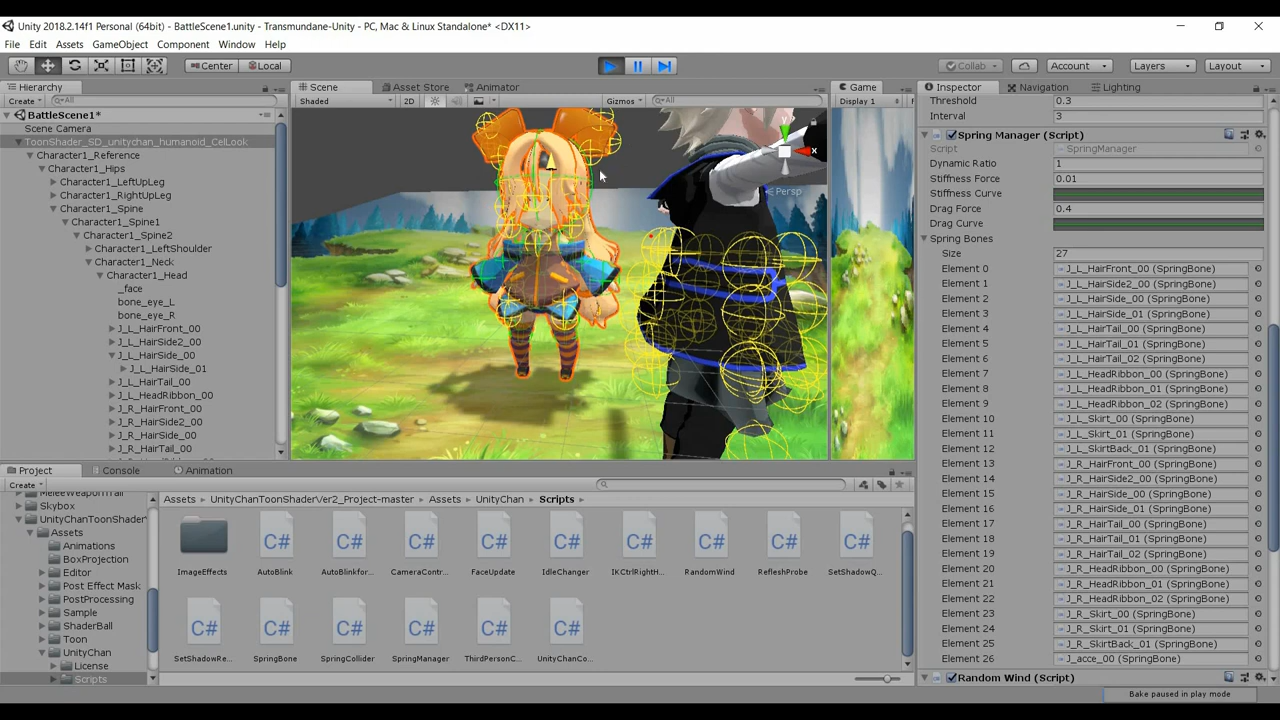 Unity 2018.2.14f1 Personal (64bit) - BattleScene1.unity - Transmundane-Unity - PC, Mac & Linux Standalone* <DX11>
File Edit Assets GameObject Component Window Help
Center Local Collab Account Layers Layout
Hierarchy
Create All
BattleScene1*
Scene Camera
ToonShader_SD_unitychan_humanoid_CelLook
Character1_Reference
Character1_Hips
Character1_LeftUpLeg
Character1_RightUpLeg
Character1_Spine
Character1_Spine1
Character1_Spine2
Character1_LeftShoulder
Character1_Neck
Character1_Head
_face
bone_eye_L
bone_eye_R
J_L_HairFront_00
J_L_HairSide2_00
J_L_HairSide_00
J_L_HairSide_01
J_L_HairTail_00
J_L_HeadRibbon_00
J_R_HairFront_00
J_R_HairSide2_00
J_R_HairSide_00
J_R_HairTail_00
Scene Asset Store Animator
Shaded 2D Gizmos All
y
x
Persp
Game
Display 1
Inspector Navigation Lighting
Threshold 0.3
Interval 3
Spring Manager (Script)
Script SpringManager
Dynamic Ratio 1
Stiffness Force 0.01
Stiffness Curve
Drag Force 0.4
Drag Curve
Spring Bones
Size 27
Element 0 J_L_HairFront_00 (SpringBone)
Element 1 J_L_HairSide2_00 (SpringBone)
Element 2 J_L_HairSide_00 (SpringBone)
Element 3 J_L_HairSide_01 (SpringBone)
Element 4 J_L_HairTail_00 (SpringBone)
Element 5 J_L_HairTail_01 (SpringBone)
Element 6 J_L_HairTail_02 (SpringBone)
Element 7 J_L_HeadRibbon_00 (SpringBone)
Element 8 J_L_HeadRibbon_01 (SpringBone)
Element 9 J_L_HeadRibbon_02 (SpringBone)
Element 10 J_L_Skirt_00 (SpringBone)
Element 11 J_L_Skirt_01 (SpringBone)
Element 12 J_L_SkirtBack_01 (SpringBone)
Element 13 J_R_HairFront_00 (SpringBone)
Element 14 J_R_HairSide2_00 (SpringBone)
Element 15 J_R_HairSide_00 (SpringBone)
Element 16 J_R_HairSide_01 (SpringBone)
Element 17 J_R_HairTail_00 (SpringBone)
Element 18 J_R_HairTail_01 (SpringBone)
Element 19 J_R_HairTail_02 (SpringBone)
Element 20 J_R_HeadRibbon_00 (SpringBone)
Element 21 J_R_HeadRibbon_01 (SpringBone)
Element 22 J_R_HeadRibbon_02 (SpringBone)
Element 23 J_R_Skirt_00 (SpringBone)
Element 24 J_R_Skirt_01 (SpringBone)
Element 25 J_R_SkirtBack_01 (SpringBone)
Element 26 J_acce_00 (SpringBone)
Random Wind (Script)
Project Console Animation
Create
Skybox
UnityChanToonShader
Assets
Animations
BoxProjection
Editor
Post Effect Mask
PostProcessing
Sample
ShaderBall
Toon
UnityChan
License
Scripts
Assets UnityChanToonShader\ver2_Project-master Assets UnityChan Scripts
C# C# C# C# C# C# C# C# C#
ImageEffects AutoBlink AutoBlinkfor... CameraContr... FaceUpdate IdleChanger IKCtrlRightH... RandomWind RefleshProbe SetShadowQ...
C# C# C# C# C# C#
SetShadowRe... SpringBone SpringCollider SpringManager ThirdPersonC... UnityChanCo...
Bake paused in play mode